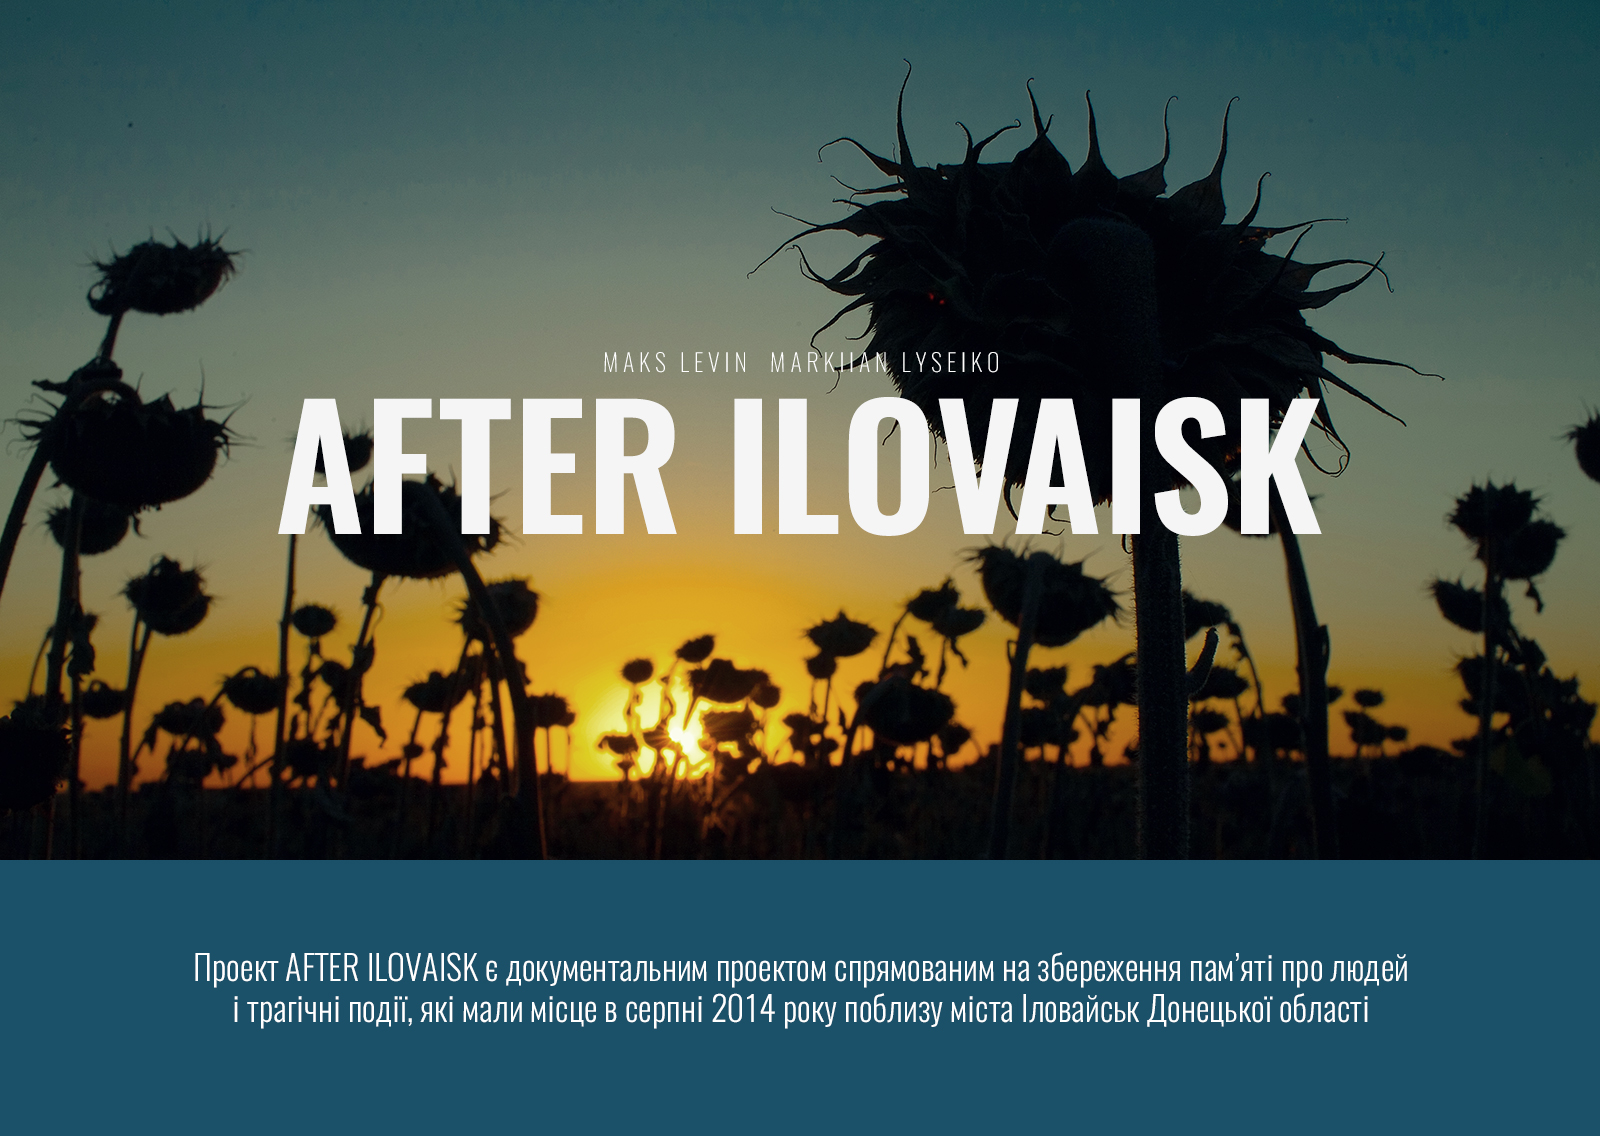 MAKS LEVIN MARKIIAN LYSEIKO
AFTER ILOVAISK
Проект AFTER ILOVAISK є документальним проектом спрямованим на збереження пам’яті про людей
і трагічні події, які мали місце в серпні 2014 року поблизу міста Іловайськ Донецької області